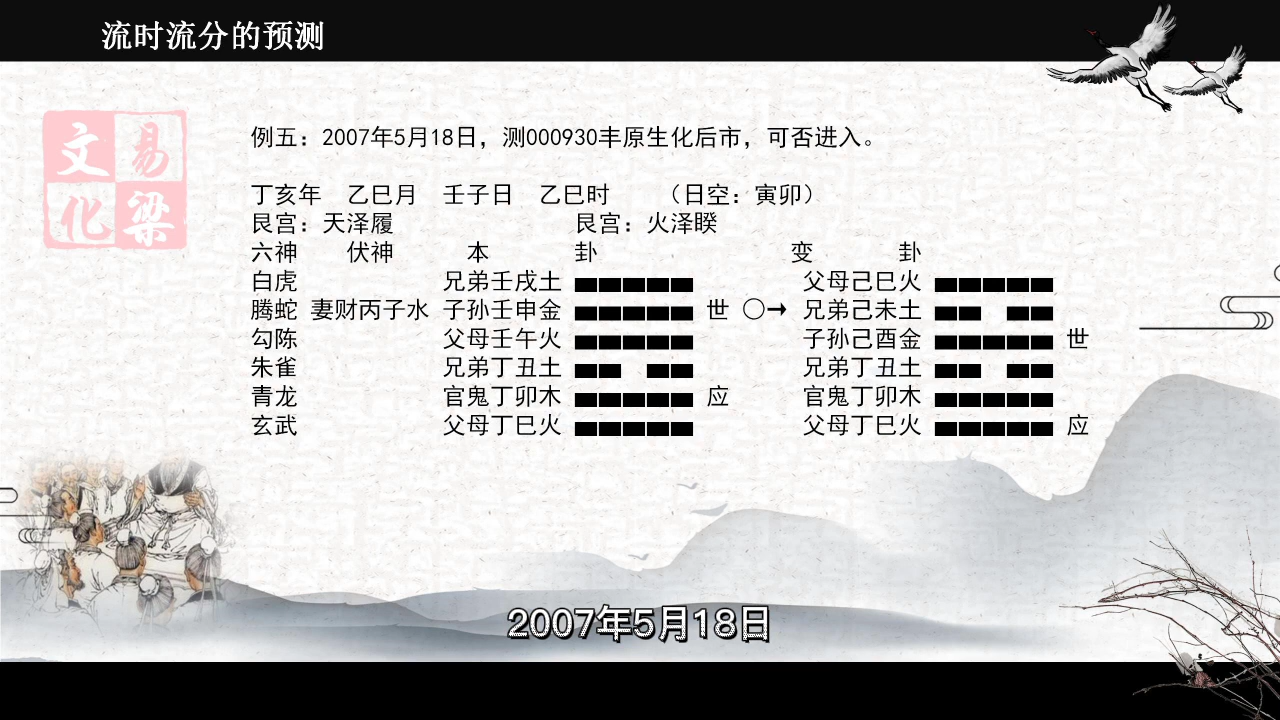 流时流分的预测
易梁
文化
例五：2007年5月18日，测000930丰原生化后市，可否进入。
丁亥年 乙巳月 壬子日 乙巳时 （日空：寅卯）
艮宫：天泽履 艮宫：火泽睽
六神 伏神 本 卦 变 卦
白虎 兄弟壬戌土 父母己巳火
腾蛇 妻财丙子水 子孙壬申金 世 〇→ 兄弟己未土
勾陈 父母壬午火 子孙己酉金 世
朱雀 兄弟丁丑土 兄弟丁丑土
青龙 官鬼丁卯木 应 官鬼丁卯木
玄武 父母丁巳火 父母丁巳火 应
2007年5月18日